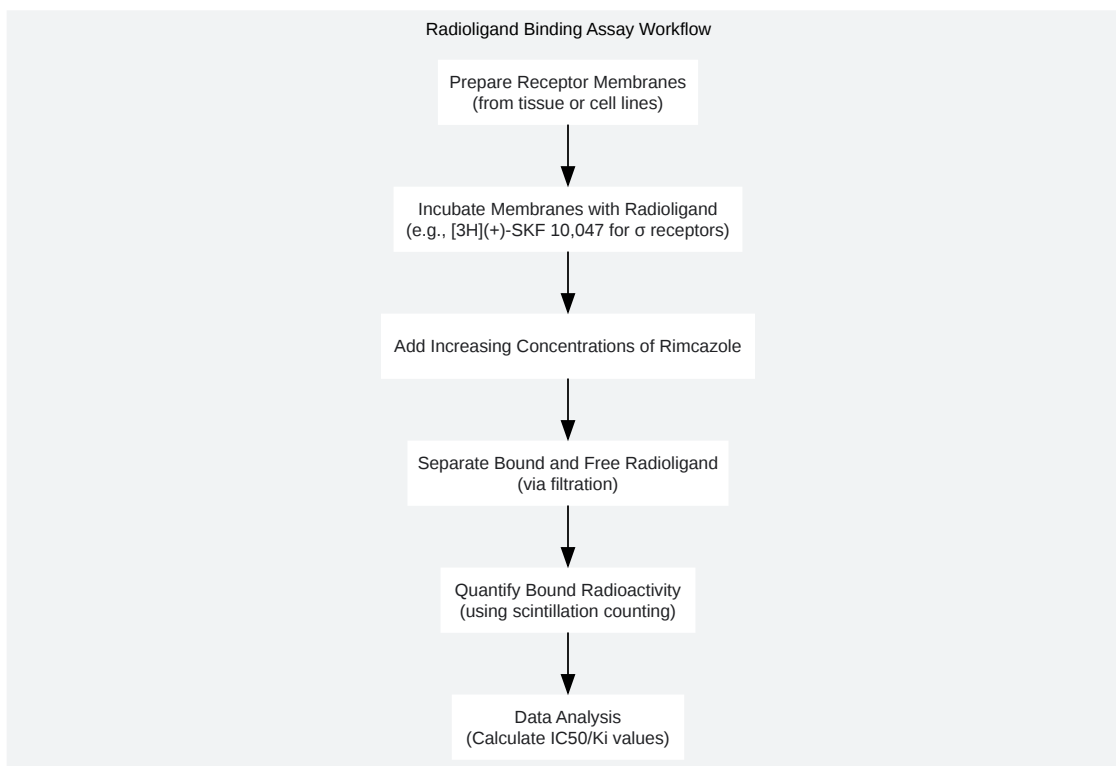 Radioligand Binding Assay Workflow
Prepare Receptor Membranes
(from tissue or cell lines)
Incubate Membranes with Radioligand
(e.g., [3H](+)-SKF 10,047 for σ receptors)
Add Increasing Concentrations of Rimcazole
Separate Bound and Free Radioligand
(via filtration)
Quantify Bound Radioactivity
(using scintillation counting)
Data Analysis
(Calculate IC50/Ki values)